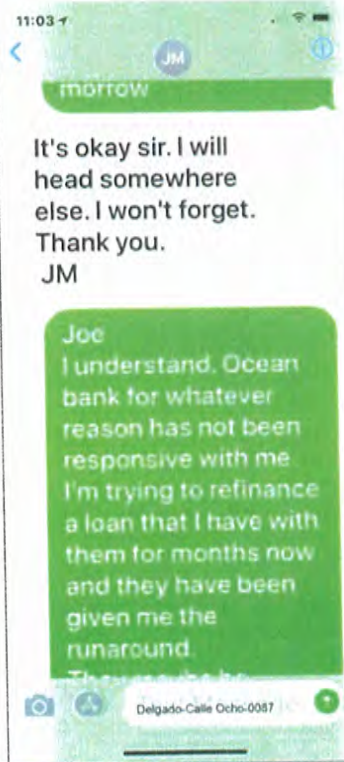 11:03
JM
morrow
It's okay sir. I will
head somewhere
else. I won't forget.
Thank you.
JM
Joe
I understand. Ocean
bank for whatever
reason has not been
responsive with me
I'm trying to refinance
a loan that I have with
them for months now
and they have been
given me the
runaround.
Delgado-Calle Ocho-0087